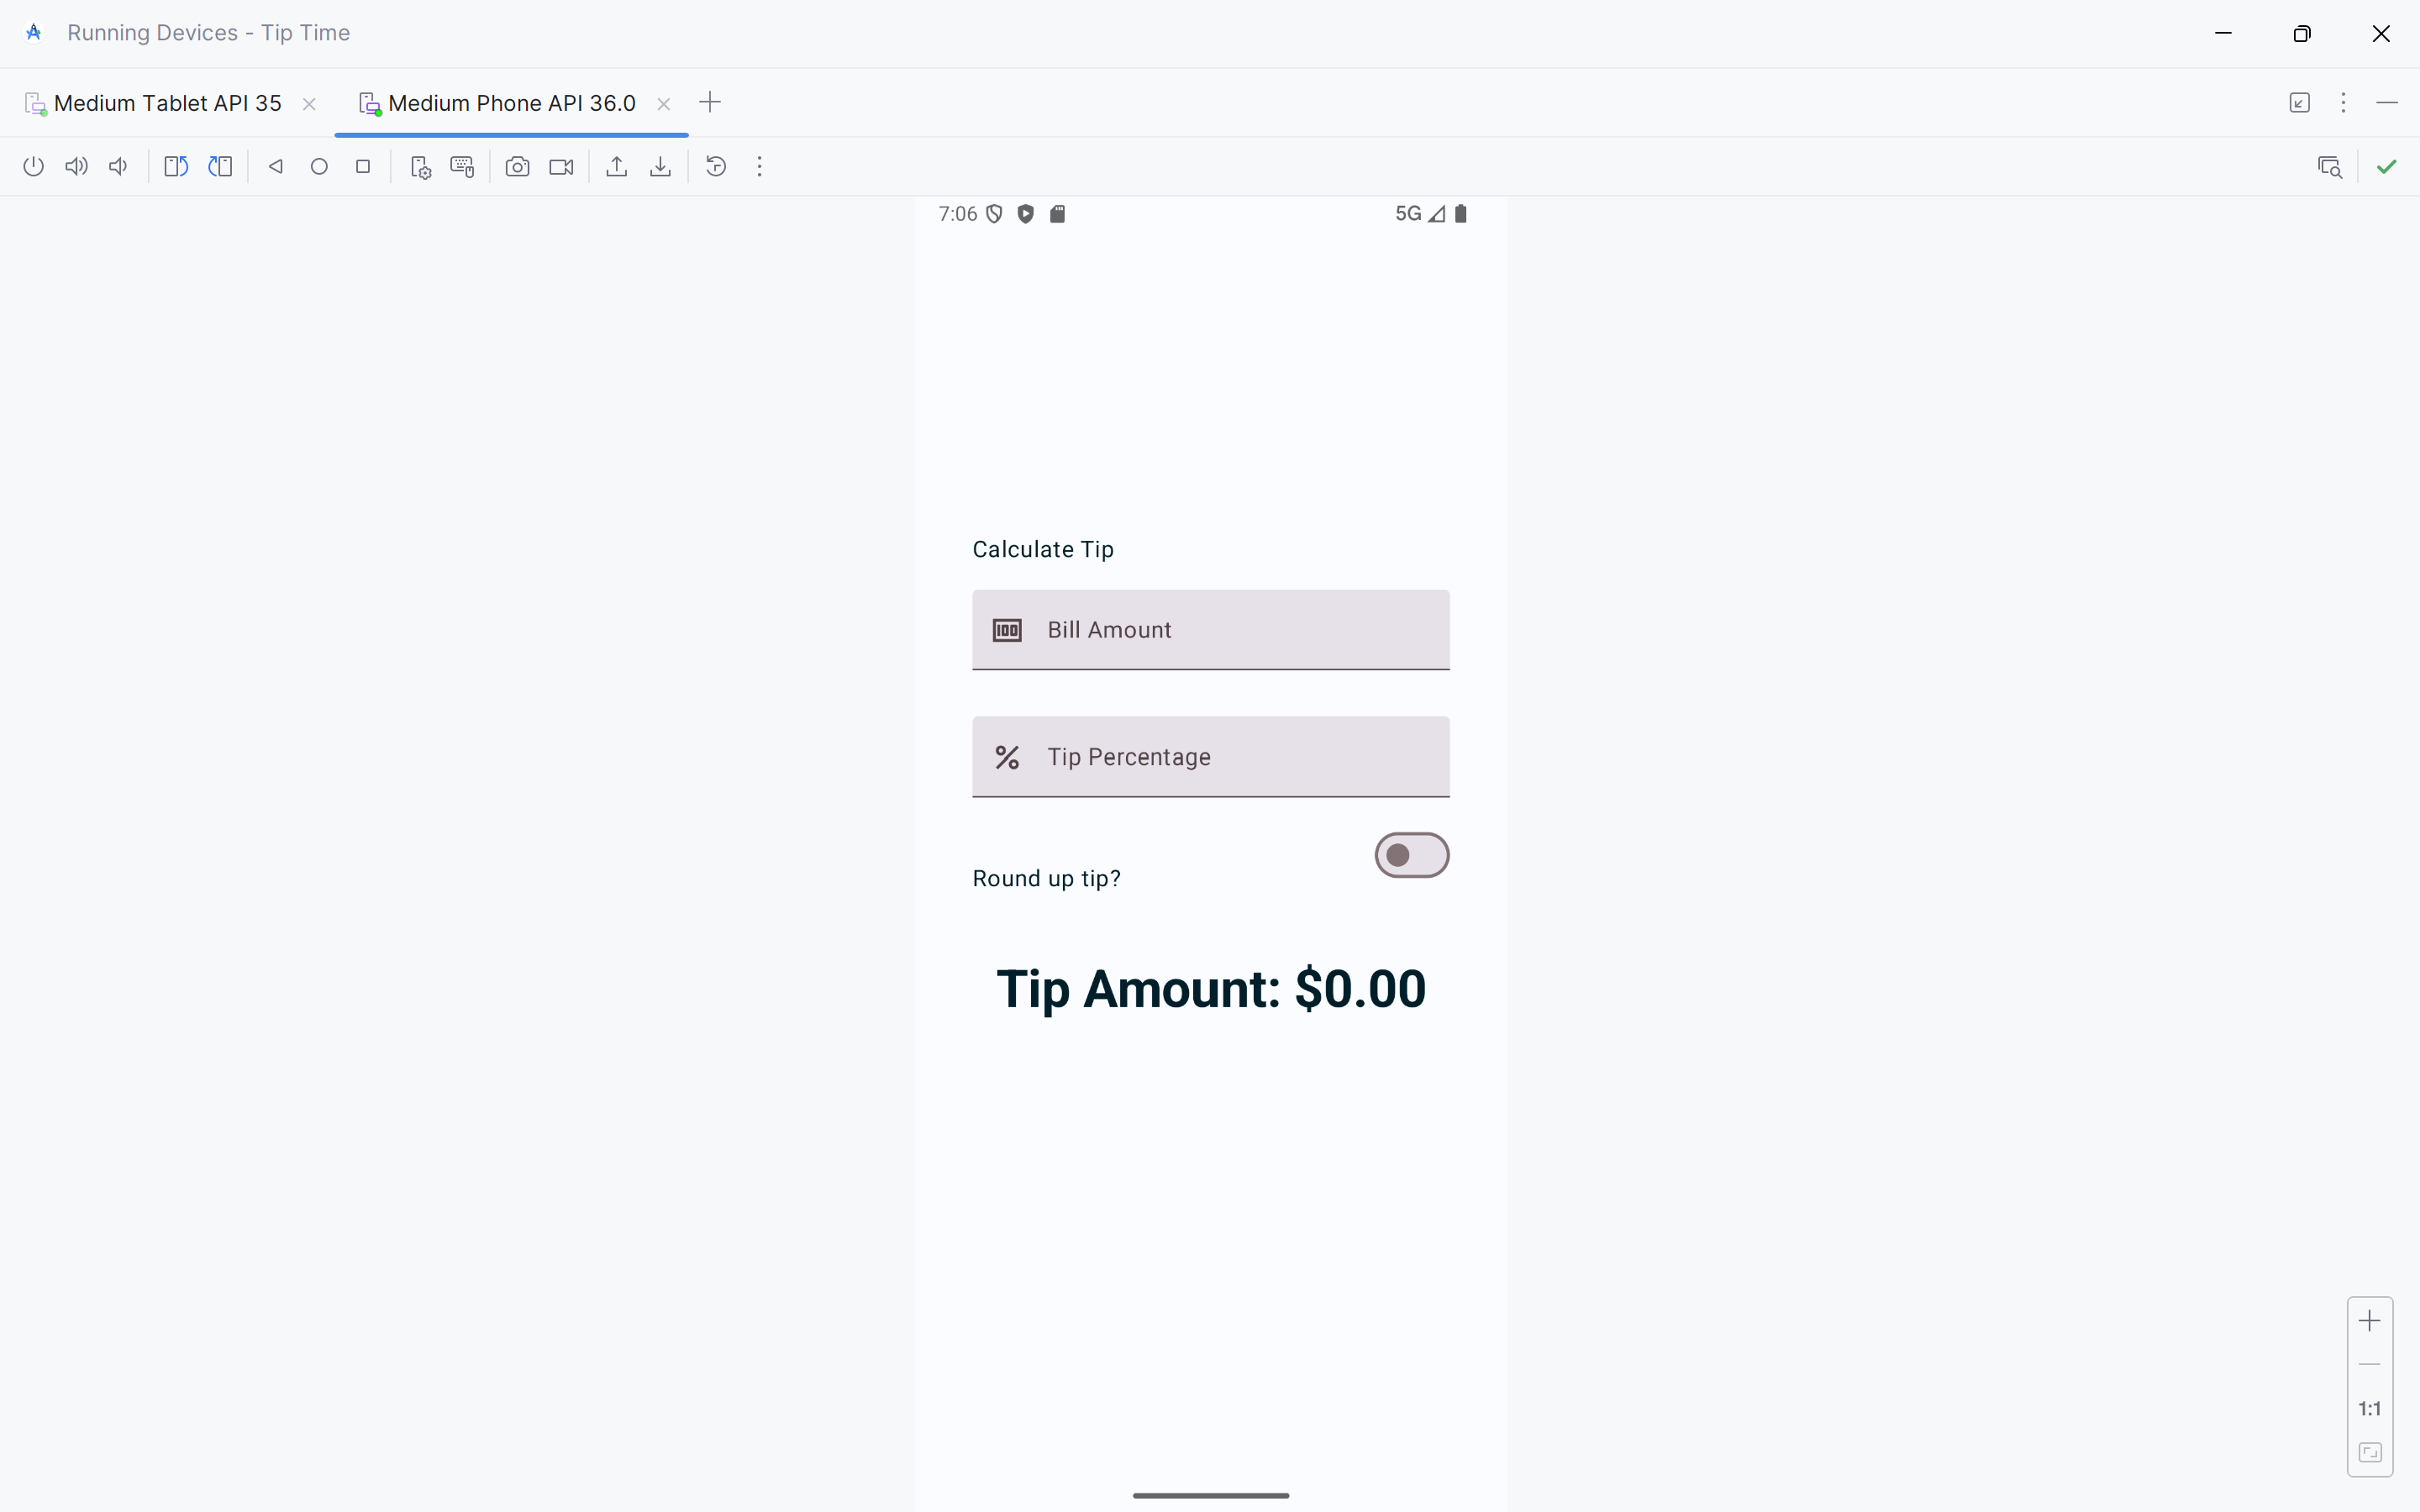 Running Devices - Tip Time
Medium Tablet API 35
Medium Phone API 36.0
7:06
5G
Calculate Tip
100
Bill Amount
% Tip Percentage
Round up tip?
Tip Amount: $0.00
1:1